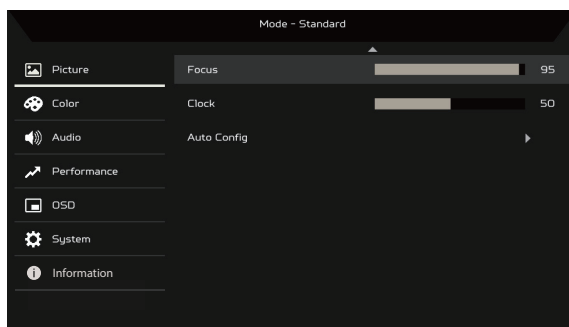 Mode - Standard
Picture
Focus 95
Color
Clock 50
Audio
Auto Config
Performance
OSD
System
Information